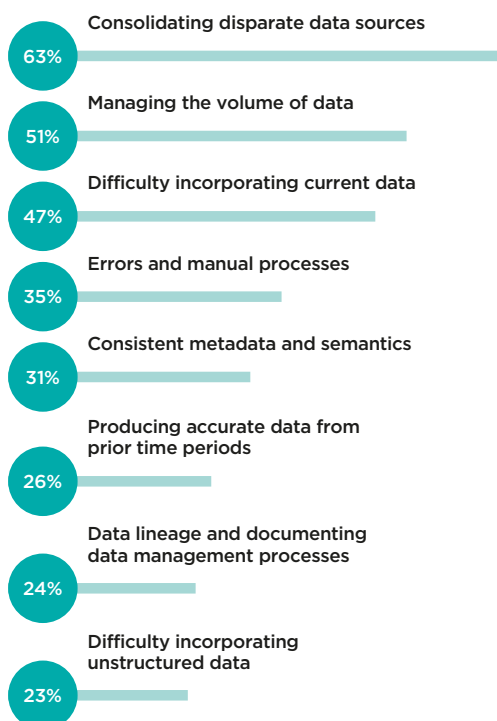 Consolidating disparate data sources
63%
Managing the volume of data
51%
Difficulty incorporating current data
47%
Errors and manual processes
35%
Consistent metadata and semantics
31%
Producing accurate data from
prior time periods
26%
Data lineage and documenting
data management processes
24%
Difficulty incorporating
unstructured data
23%